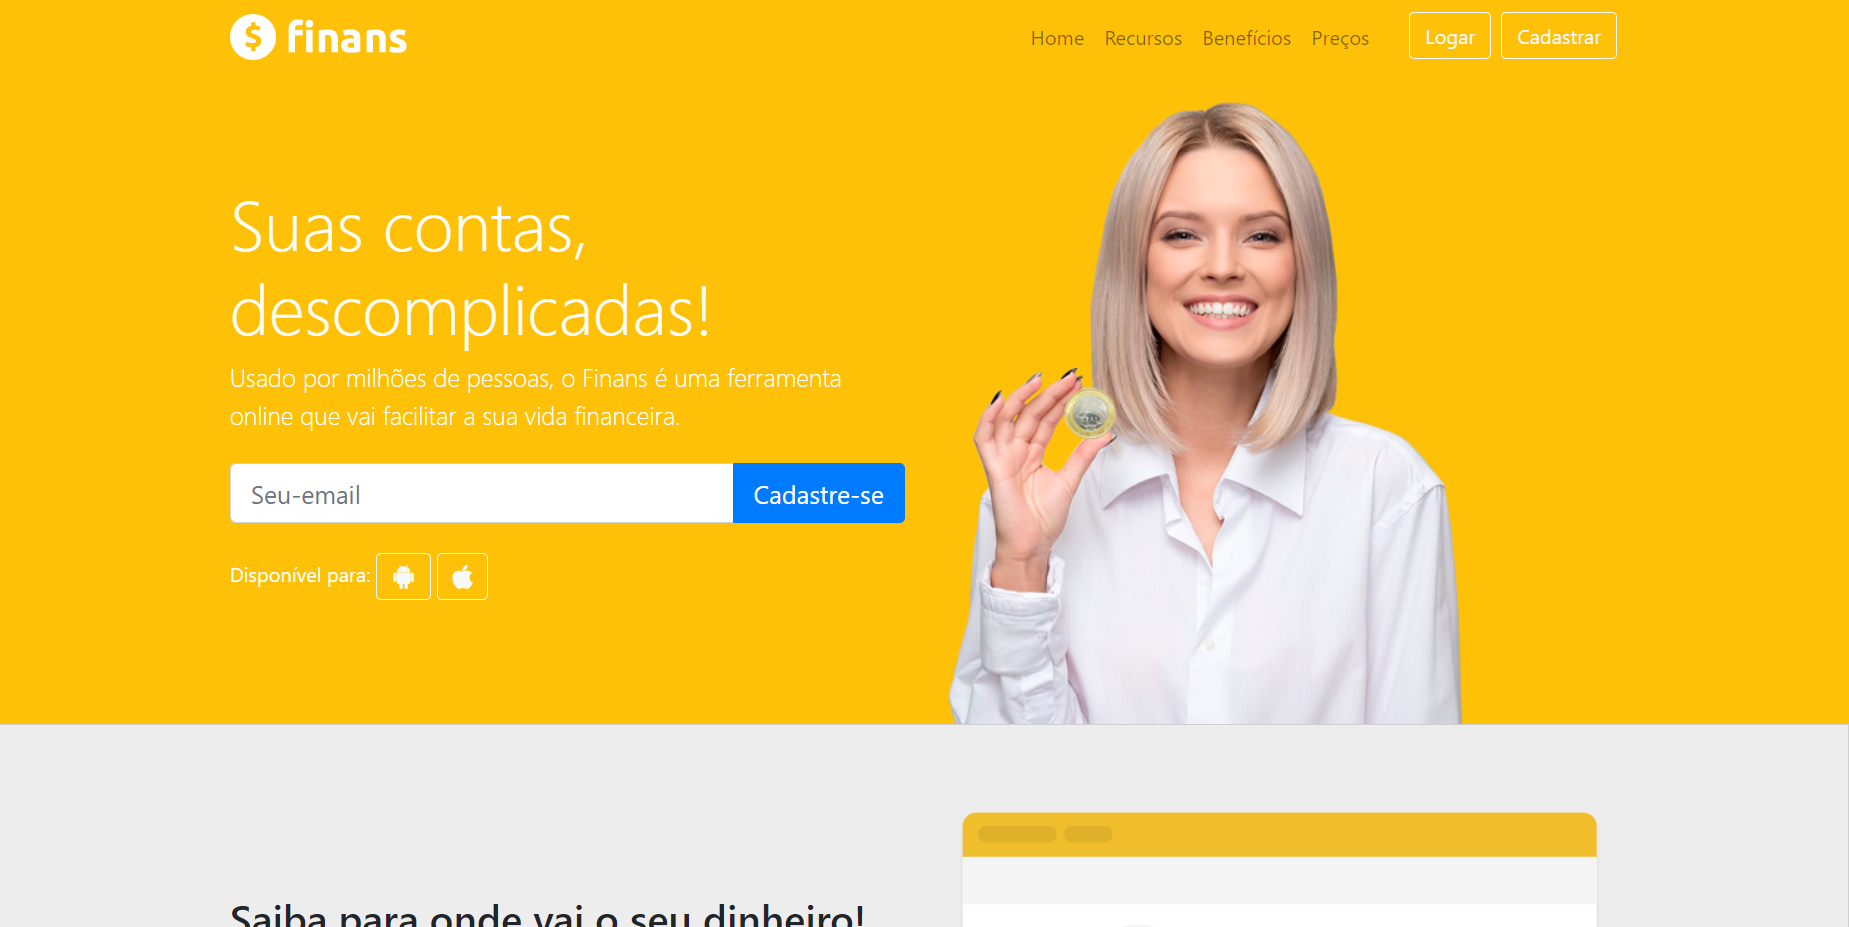 $ finans
Home Recursos Benefícios Preços Logar Cadastrar
Suas contas,
descomplicadas!
Usado por milhões de pessoas, o Finans é uma ferramenta
online que vai facilitar a sua vida financeira.
Seu-email Cadastre-se
Disponível para:
Saiba para onde vai o seu dinheiro!